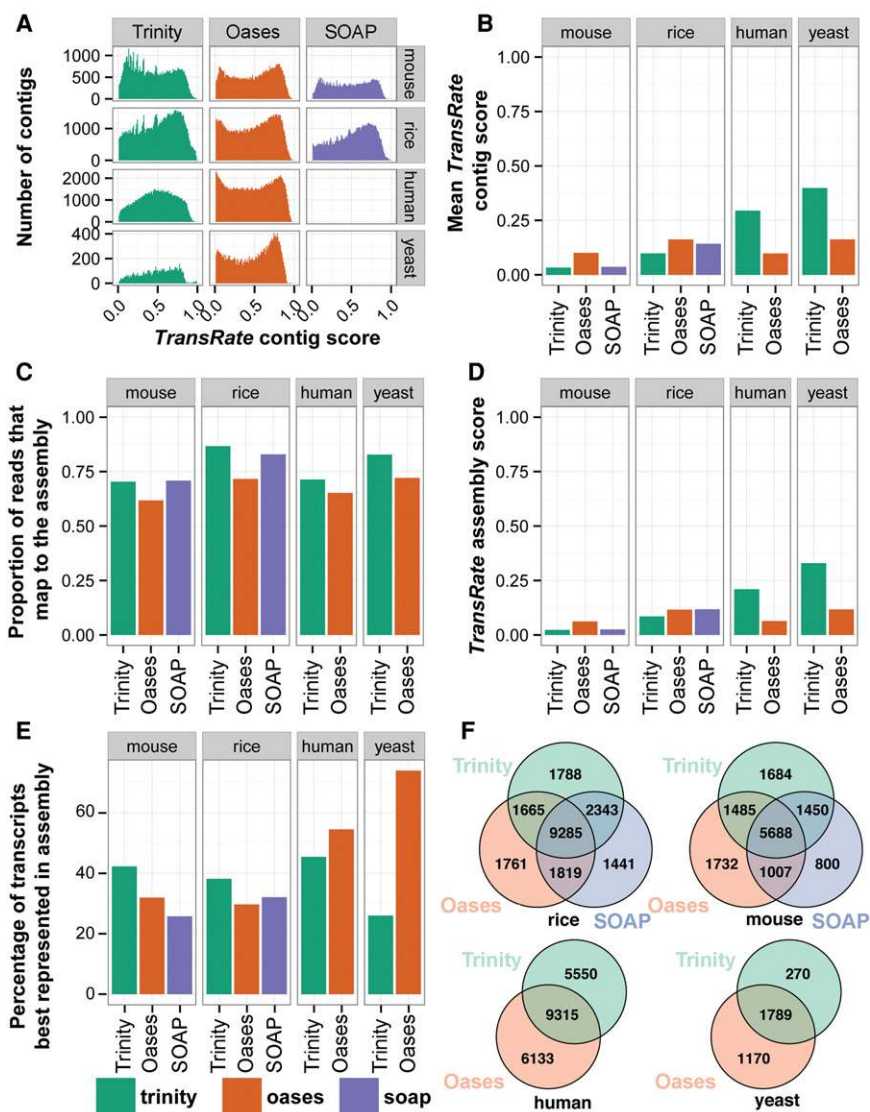 A
Trinity Oases SOAP
Number of contigs
1000
500
0
mouse
1000
0
rice
2000
1000
0
human
400
200
0
yeast
0.0 0.5 1.0 0.0 0.5 1.0 0.0 0.5 1.0
TransRate contig score
B
mouse rice human yeast
Mean TransRate
contig score
1.00
0.75
0.50
0.25
0.00
Trinity Oases SOAP Trinity Oases SOAP Trinity Oases Trinity Oases
C
mouse rice human yeast
Proportion of reads that
map to the assembly
1.00
0.75
0.50
0.25
0.00
Trinity Oases SOAP Trinity Oases SOAP Trinity Oases Trinity Oases
D
mouse rice human yeast
TransRate assembly score
1.00
0.75
0.50
0.25
0.00
Trinity Oases SOAP Trinity Oases SOAP Trinity Oases Trinity Oases
E
mouse rice human yeast
Percentage of transcripts
best represented in assembly
60
40
20
0
Trinity Oases SOAP Trinity Oases SOAP Trinity Oases Trinity Oases
trinity oases soap
F
Trinity
1788
1665 2343
9285
1761 1819 1441
Oases rice SOAP
Trinity
1684
1485 1450
5688
1732 1007 800
Oases mouse SOAP
Trinity
5550
9315
6133
Oases
human
Trinity
270
1789
1170
Oases
yeast